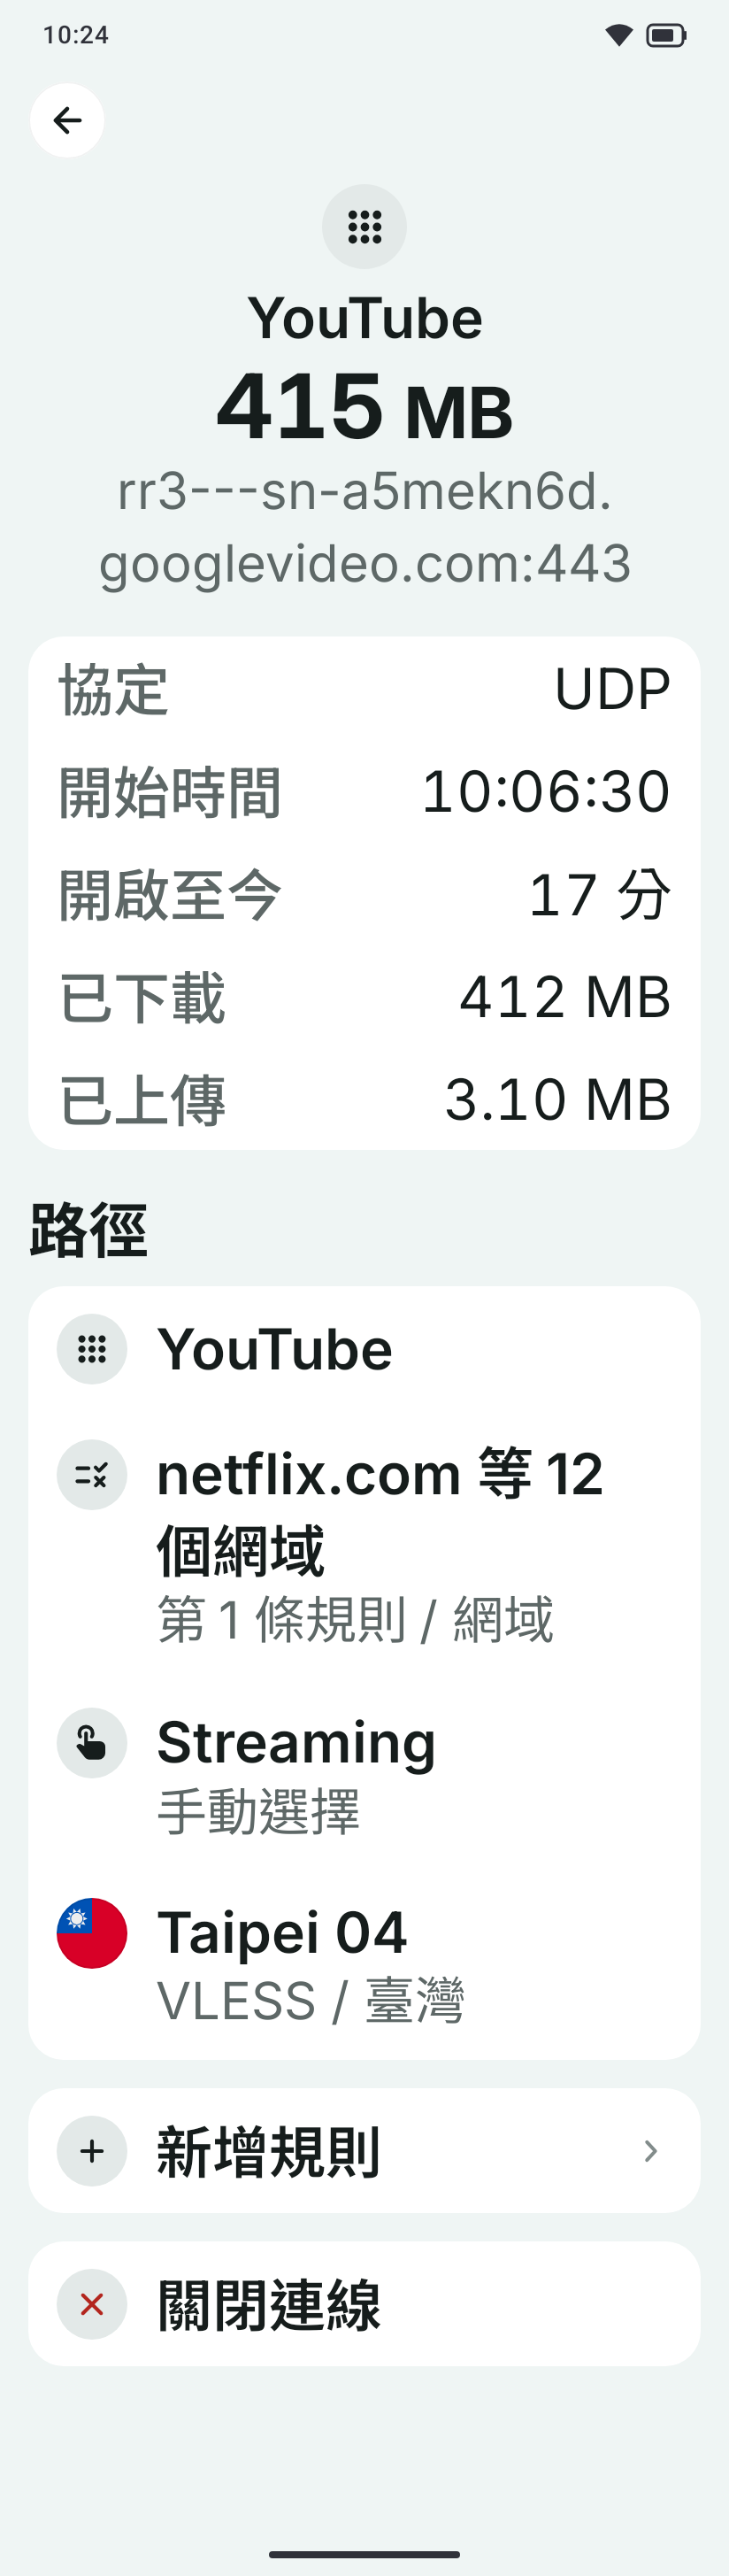 10:24
YouTube
415 MB
rr3---sn-a5mekn6d.
googlevideo.com:443
協定 UDP
開始時間 10:06:30
開啟至今 17 分
已下載 412 MB
已上傳 3.10 MB
路徑
YouTube
netflix.com 等 12
個網域
第 1 條規則 / 網域
Streaming
手動選擇
Taipei 04
VLESS / 臺灣
新增規則
關閉連線